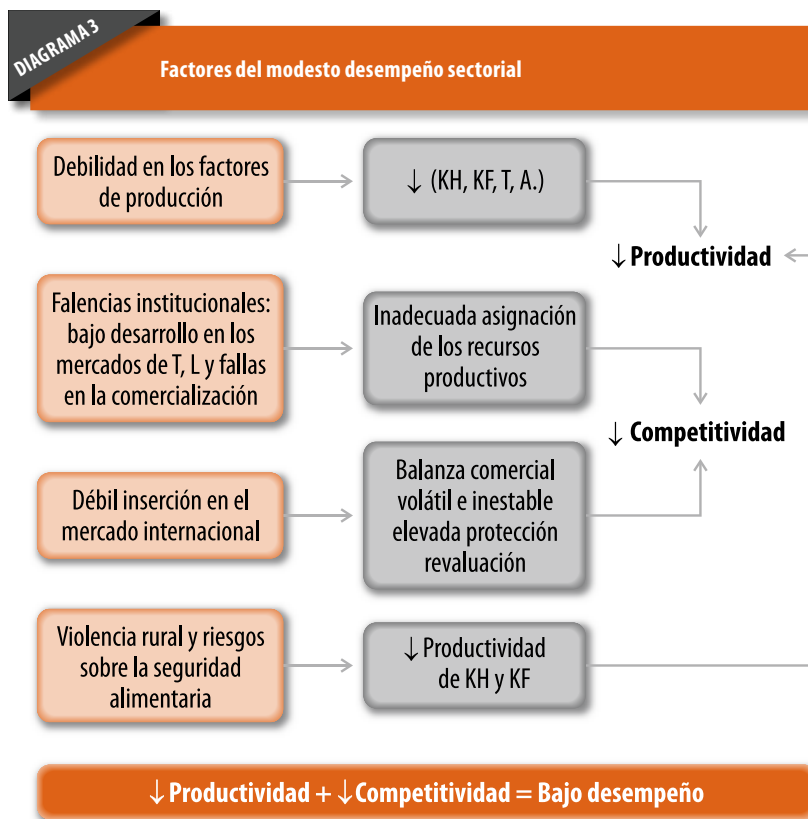 DIAGRAMA 3
Factores del modesto desempeño sectorial
Debilidad en los factores
de producción
↓ (KH, KF, T, A.)
↓ Productividad
Falencias institucionales:
bajo desarrollo en los
mercados de T, L y fallas
en la comercialización
Inadecuada asignación
de los recursos
productivos
↓ Competitividad
Débil inserción en el
mercado internacional
Balanza comercial
volátil e inestable
elevada protección
revaluación
Violencia rural y riesgos
sobre la seguridad
alimentaria
↓ Productividad
de KH y KF
↓ Productividad + ↓ Competitividad = Bajo desempeño